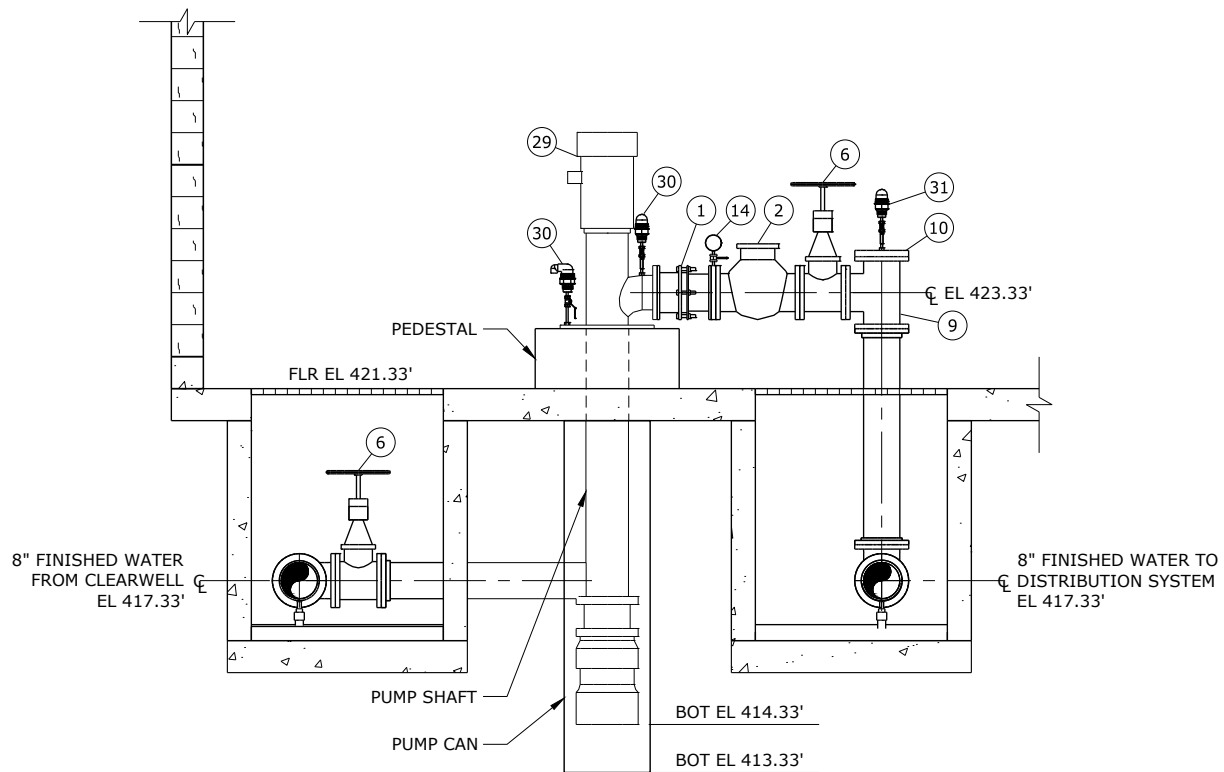 6
29
30
31
1
14
2
10
30
℄ EL 423.33'
PEDESTAL
9
FLR EL 421.33'
6
8" FINISHED WATER
FROM CLEARWELL ℄
EL 417.33'
8" FINISHED WATER TO
℄ DISTRIBUTION SYSTEM
EL 417.33'
PUMP SHAFT
BOT EL 414.33'
PUMP CAN
BOT EL 413.33'